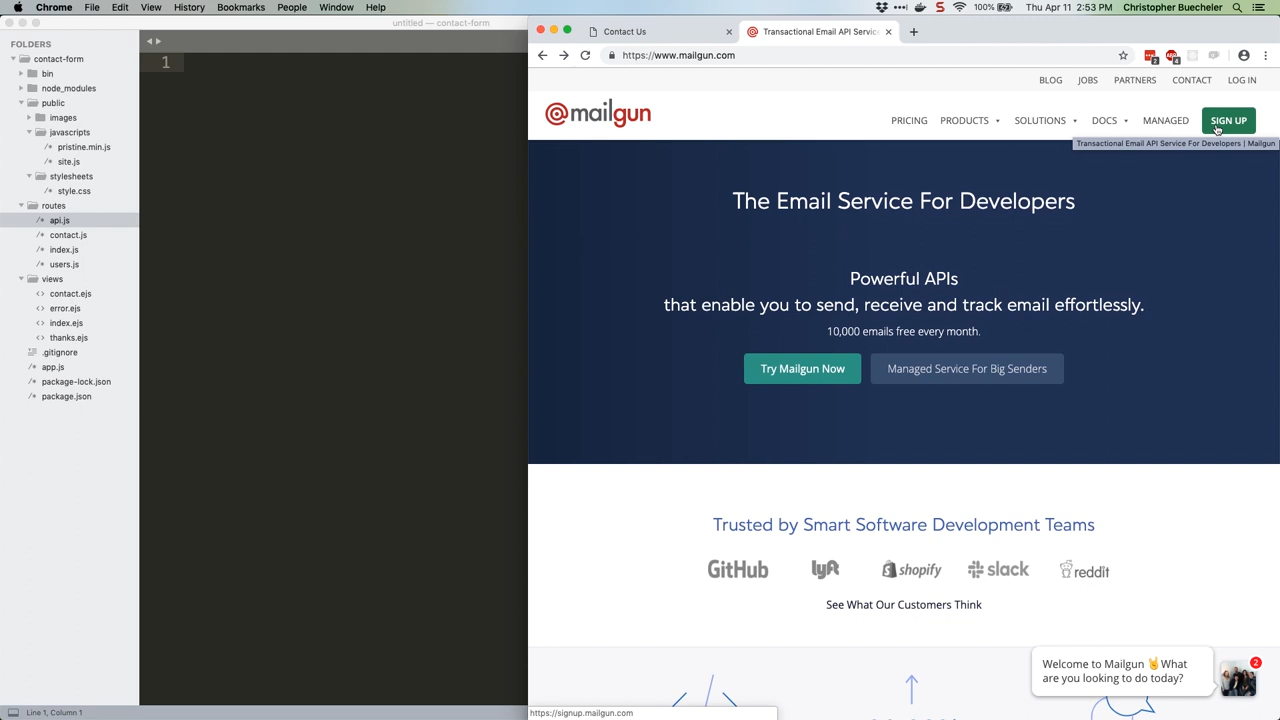 Chrome File Edit View History Bookmarks People Window Help
100% Thu Apr 11 2:53 PM Christopher Buecheler
untitled — contact-form
FOLDERS
contact-form
bin
node_modules
public
images
javascripts
pristine.min.js
site.js
stylesheets
style.css
routes
api.js
contact.js
index.js
users.js
views
contact.ejs
error.ejs
index.ejs
thanks.ejs
.gitignore
app.js
package-lock.json
package.json
1
Line 1, Column 1
Contact Us
Transactional Email API Servic
https://www.mailgun.com
2
4
BLOG JOBS PARTNERS CONTACT LOG IN
@mailgun
PRICING PRODUCTS SOLUTIONS DOCS MANAGED SIGN UP
Transactional Email API Service For Developers | Mailgun
The Email Service For Developers
Powerful APIs
that enable you to send, receive and track email effortlessly.
10,000 emails free every month.
Try Mailgun Now Managed Service For Big Senders
Trusted by Smart Software Development Teams
GitHub lyft shopify slack reddit
See What Our Customers Think
Welcome to Mailgun 🤘What
are you looking to do today?
2
https://signup.mailgun.com